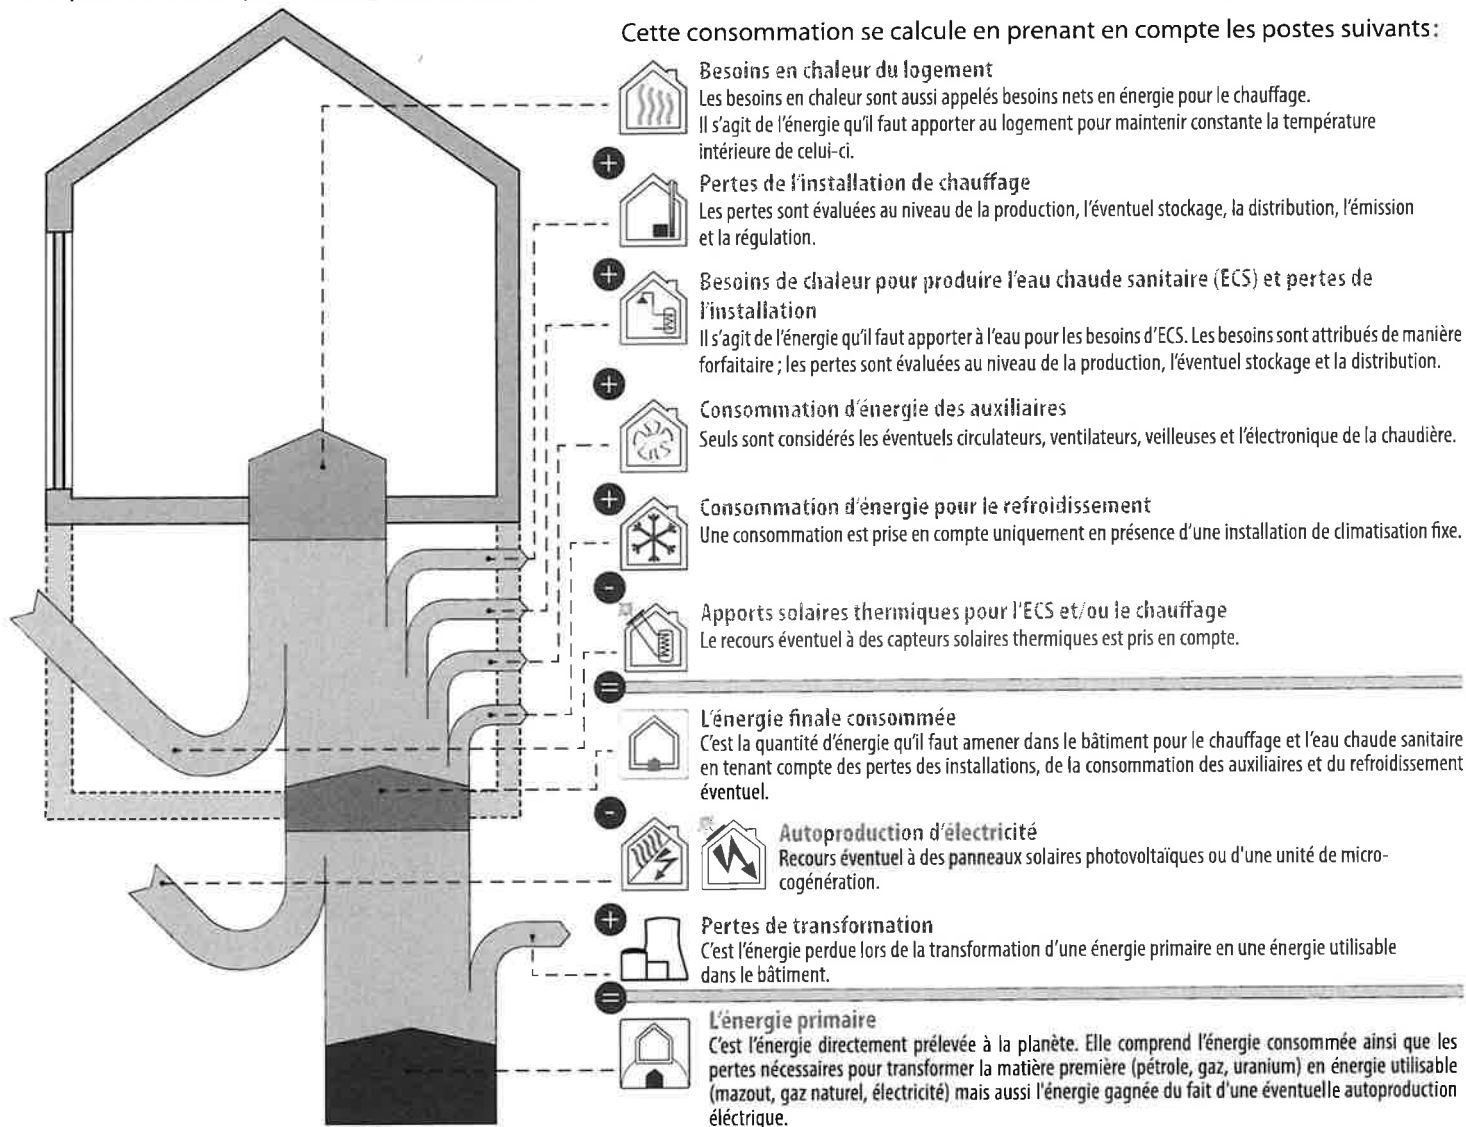 Cette consommation se calcule en prenant en compte les postes suivants:
Besoins en chaleur du logement
Les besoins en chaleur sont aussi appelés besoins nets en énergie pour le chauffage.
Il s'agit de l'énergie qu'il faut apporter au logement pour maintenir constante la température
intérieure de celui-ci.
+
Pertes de l'installation de chauffage
Les pertes sont évaluées au niveau de la production, l'éventuel stockage, la distribution, l'émission
et la régulation.
+
Besoins de chaleur pour produire l'eau chaude sanitaire (ECS) et pertes de
l'installation
Il s'agit de l'énergie qu'il faut apporter à l'eau pour les besoins d'ECS. Les besoins sont attribués de manière
forfaitaire ; les pertes sont évaluées au niveau de la production, l'éventuel stockage et la distribution.
+
Consommation d'énergie des auxiliaires
Seuls sont considérés les éventuels circulateurs, ventilateurs, veilleuses et l'électronique de la chaudière.
+
Consommation d'énergie pour le refroidissement
Une consommation est prise en compte uniquement en présence d'une installation de climatisation fixe.
-
Apports solaires thermiques pour l'ECS et/ou le chauffage
Le recours éventuel à des capteurs solaires thermiques est pris en compte.
=
L'énergie finale consommée
C'est la quantité d'énergie qu'il faut amener dans le bâtiment pour le chauffage et l'eau chaude sanitaire
en tenant compte des pertes des installations, de la consommation des auxiliaires et du refroidissement
éventuel.
-
Autoproduction d'électricité
Recours éventuel à des panneaux solaires photovoltaïques ou d'une unité de micro-
cogénération.
+
Pertes de transformation
C'est l'énergie perdue lors de la transformation d'une énergie primaire en une énergie utilisable
dans le bâtiment.
=
L'énergie primaire
C'est l'énergie directement prélevée à la planète. Elle comprend l'énergie consommée ainsi que les
pertes nécessaires pour transformer la matière première (pétrole, gaz, uranium) en énergie utilisable
(mazout, gaz naturel, électricité) mais aussi l'énergie gagnée du fait d'une éventuelle autoproduction
éléctrique.